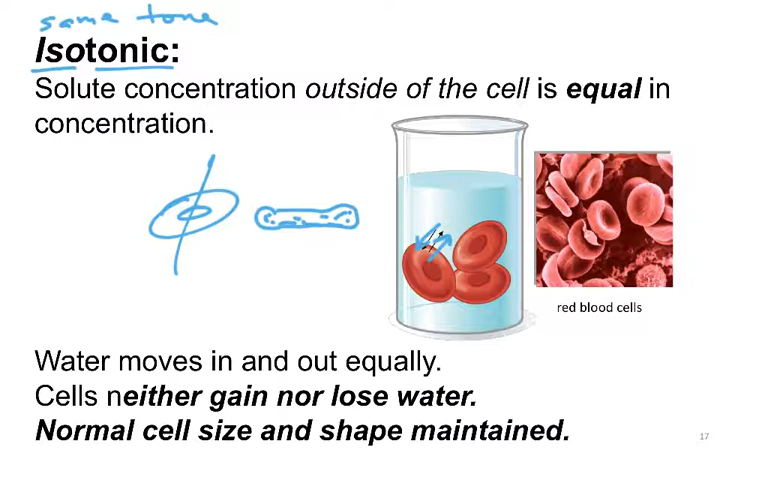 same tone
Isotonic:
Solute concentration outside of the cell is equal in
concentration.
red blood cells
Water moves in and out equally.
Cells neither gain nor lose water.
Normal cell size and shape maintained.
17